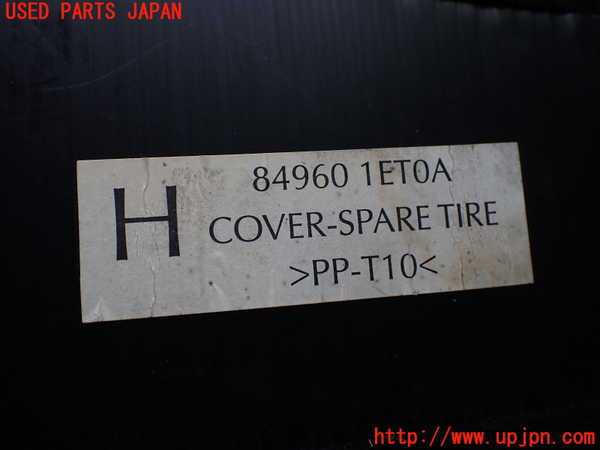 USED PARTS JAPAN
H
84960 1ET0A
COVER-SPARE TIRE
>PP-T10<
http://www.upjpn.com/